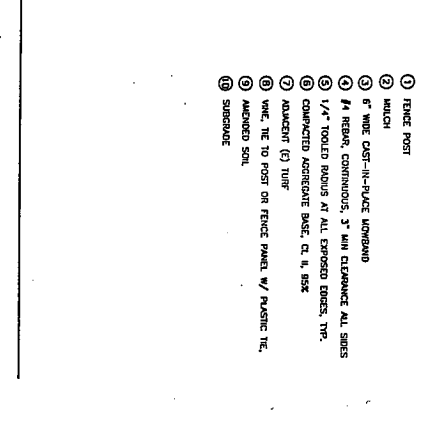 1 FENCE POST
2 MULCH
3 6" WIDE CAST-IN-PLACE MOWBAND
4 #4 REBAR, CONTINUOUS, 3" MIN CLEARANCE ALL SIDES
5 1/4" TOOLED RADIUS AT ALL EXPOSED EDGES, TYP.
6 COMPACTED AGGREGATE BASE, CL II, 95%
7 ADJACENT (E) TURF
8 VINE, TIE TO POST OR FENCE PANEL W/ PLASTIC TIE,
9 AMENDED SOIL
10 SUBGRADE